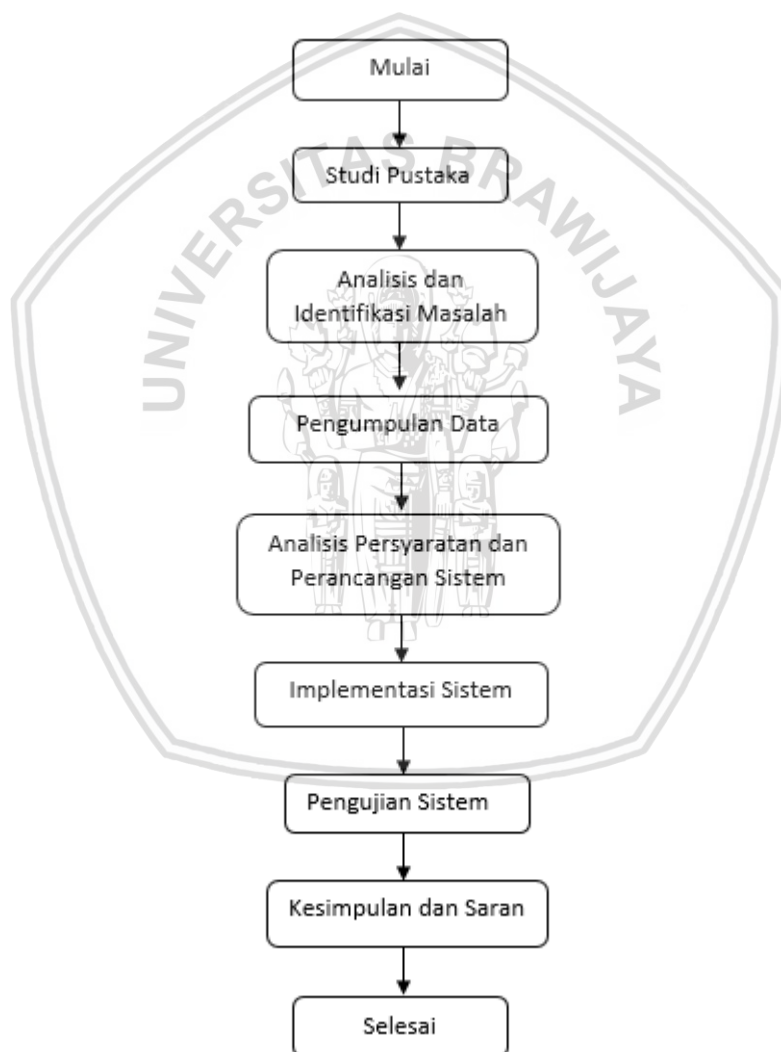 Mulai
UNIVERSITAS BRAWIJAYA
Studi Pustaka
Analisis dan
Identifikasi Masalah
Pengumpulan Data
Analisis Persyaratan dan
Perancangan Sistem
Implementasi Sistem
Pengujian Sistem
Kesimpulan dan Saran
Selesai